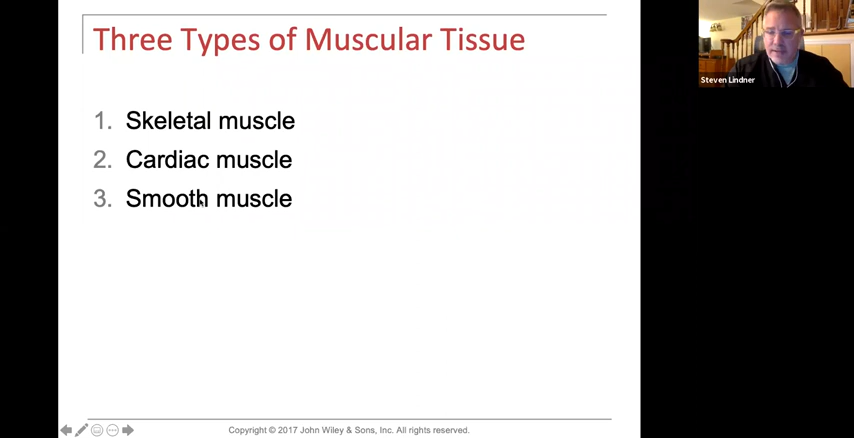 Three Types of Muscular Tissue
Steven Lindner
1. Skeletal muscle
2. Cardiac muscle
3. Smooth muscle
Copyright © 2017 John Wiley & Sons, Inc. All rights reserved.